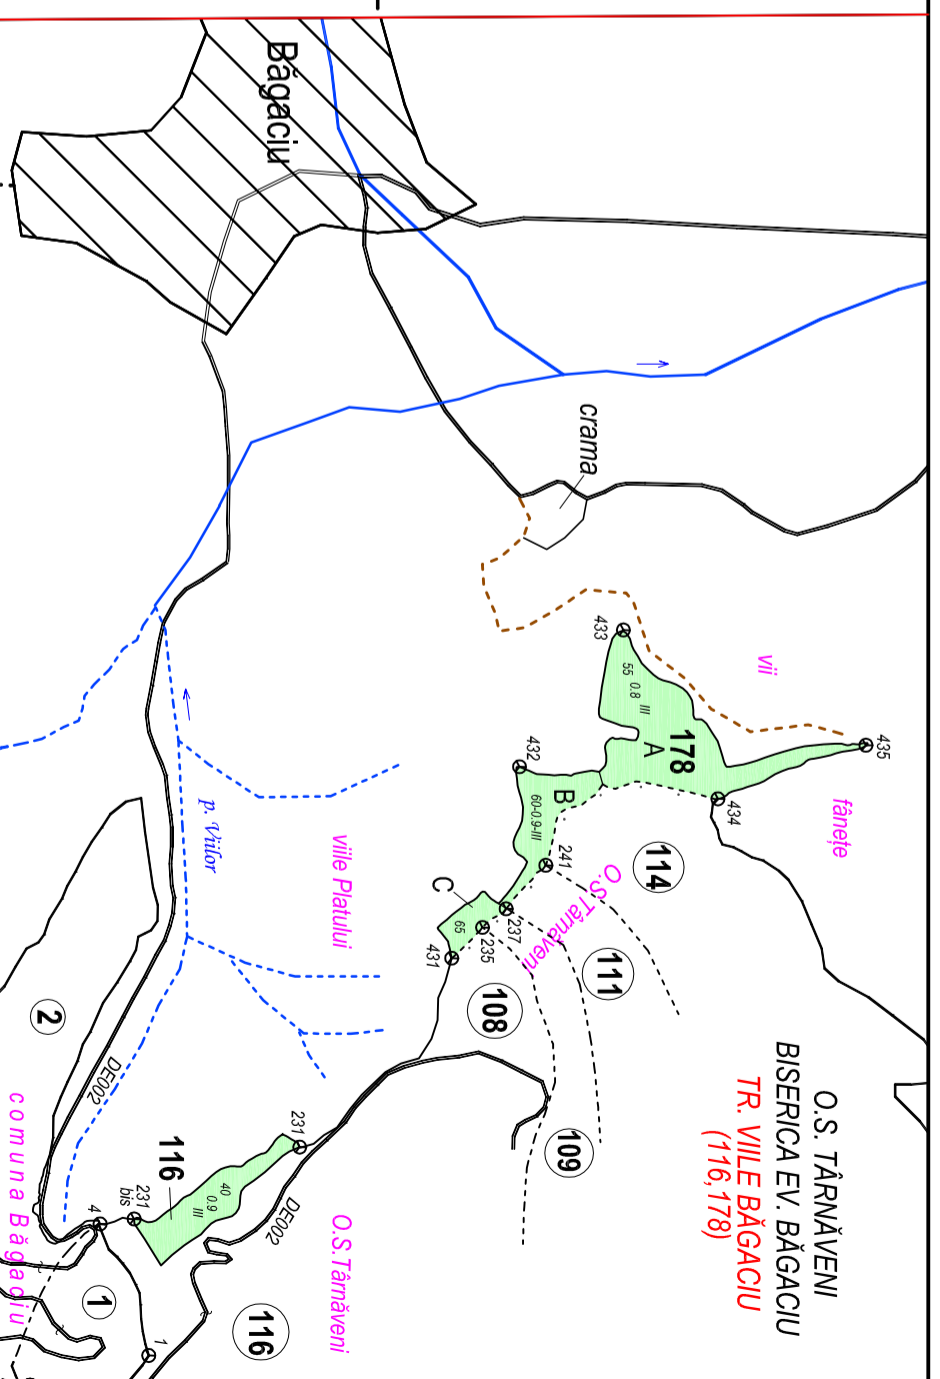 O.S. TÂRNĂVENI
BISERICA EV. BĂGACIU
TR. VIILE BĂGACIU
(116,178)
Băgaciu
crama
vii
fânețe
433
435
434
432
55 0.8 III
178
A
B
60-0.9-III
241
114
O.S.Târnăveni
111
237
C
65
235
431
108
109
viile Platului
p. Viilor
2
DE002
comuna Băgaciu
231
116
40
0.9
III
231
bis
DE002
O.S.Târnăveni
4
1
1
116